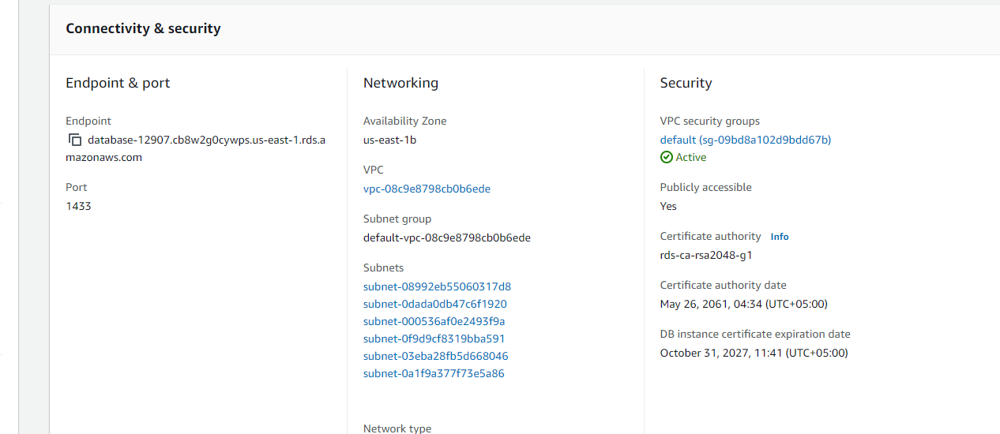 Connectivity & security
Endpoint & port
Endpoint
database-12907.cb8w2g0cywps.us-east-1.rds.a
mazonaws.com
Port
1433
Networking
Availability Zone
us-east-1b
VPC
vpc-08c9e8798cb0b6ede
Subnet group
default-vpc-08c9e8798cb0b6ede
Subnets
subnet-08992eb55060317d8
subnet-0dada0db47c6f1920
subnet-000536af0e2493f9a
subnet-0f9d9cf8319bba591
subnet-03eba28fb5d668046
subnet-0a1f9a377f73e5a86
Network type
Security
VPC security groups
default (sg-09bd8a102d9bdd67b)
Active
Publicly accessible
Yes
Certificate authority Info
rds-ca-rsa2048-g1
Certificate authority date
May 26, 2061, 04:34 (UTC+05:00)
DB instance certificate expiration date
October 31, 2027, 11:41 (UTC+05:00)